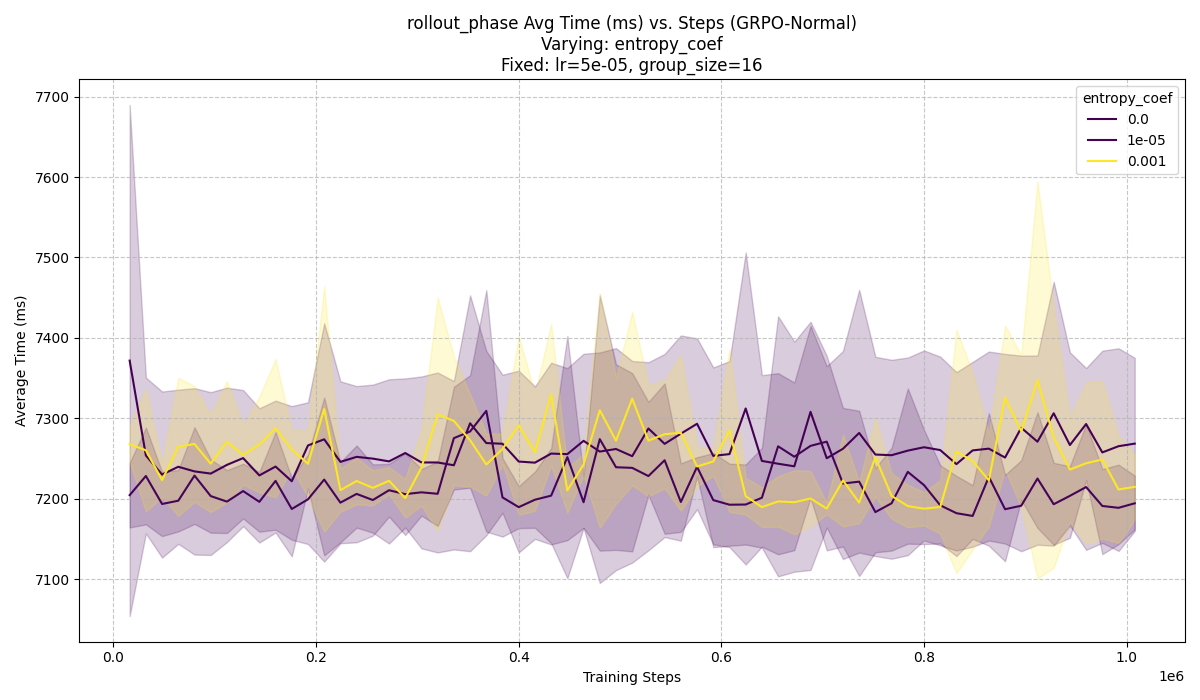 rollout_phase Avg Time (ms) vs. Steps (GRPO-Normal)
Varying: entropy_coef
Fixed: lr=5e-05, group_size=16
entropy_coef
0.0
1e-05
0.001
Average Time (ms)
7700
7600
7500
7400
7300
7200
7100
0.0
0.2
0.4
0.6
0.8
1.0
1e6
Training Steps